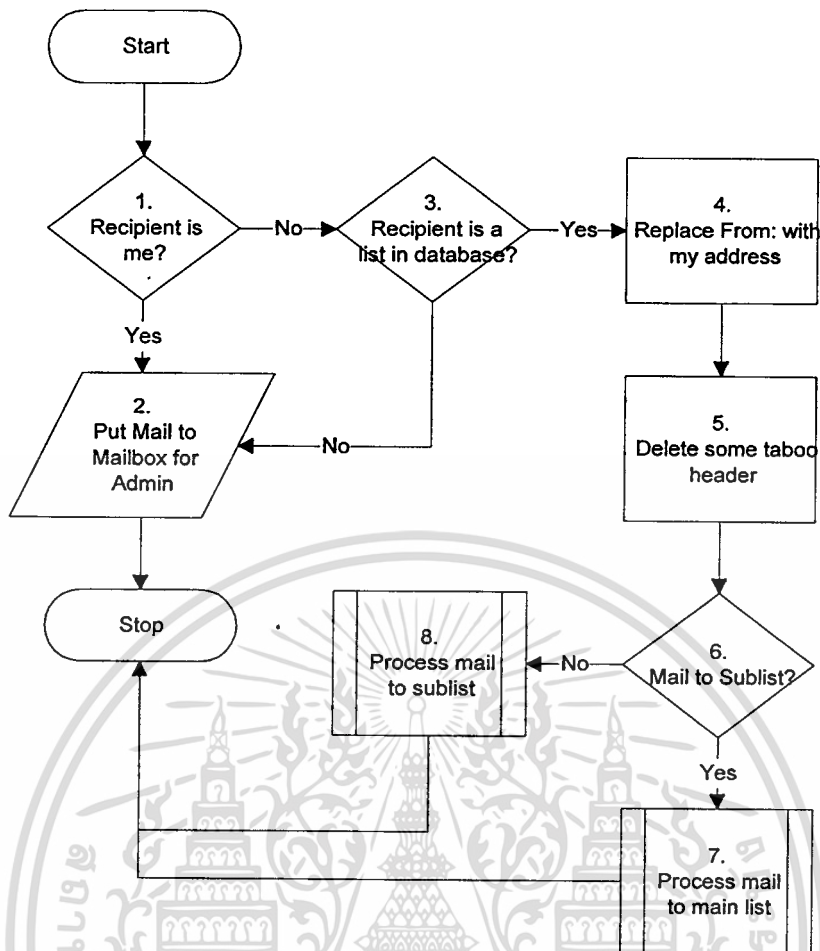 Start
1.
Recipient is
me?
No
3.
Recipient is a
list in database?
Yes
4.
Replace From: with
my address
Yes
2.
Put Mail to
Mailbox for
Admin
No
5.
Delete some taboo
header
Stop
8.
Process mail
to sublist
No
6.
Mail to Sublist?
Yes
7.
Process mail
to main list